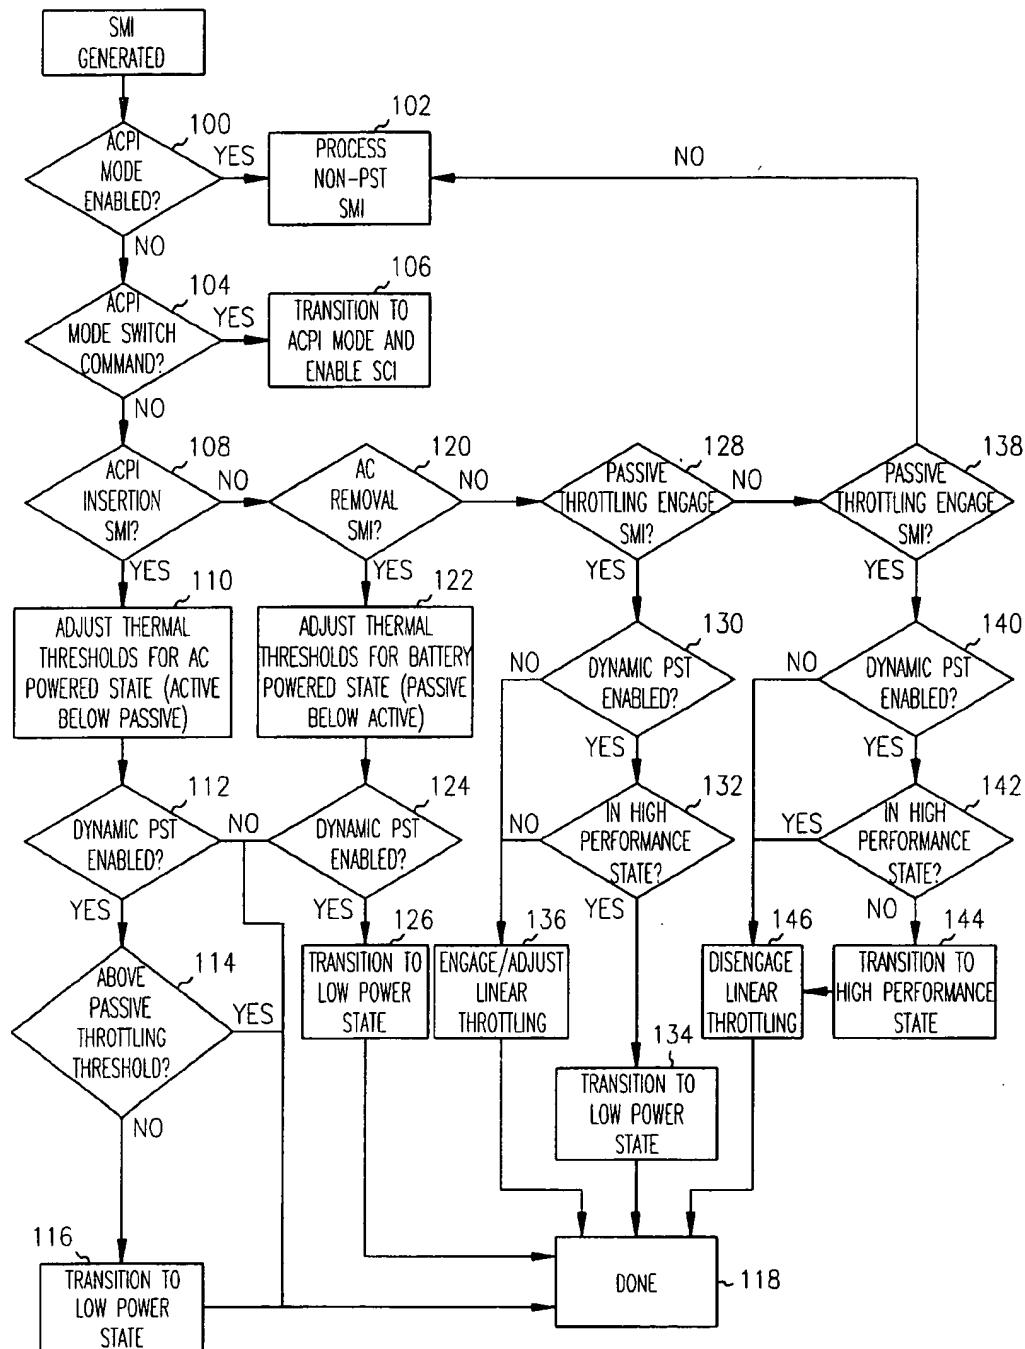 SMI
GENERATED
ACPI
MODE
ENABLED?
100
YES
PROCESS
NON-PST
SMI
102
NO
NO
ACPI
MODE SWITCH
COMMAND?
104
YES
TRANSITION TO
ACPI MODE AND
ENABLE SCI
106
NO
ACPI
INSERTION
SMI?
108
NO
AC
REMOVAL
SMI?
120
NO
PASSIVE
THROTTLING ENGAGE
SMI?
128
NO
PASSIVE
THROTTLING ENGAGE
SMI?
138
YES
YES
YES
YES
110
ADJUST THERMAL
THRESHOLDS FOR AC
POWERED STATE (ACTIVE
BELOW PASSIVE)
122
ADJUST THERMAL
THRESHOLDS FOR BATTERY
POWERED STATE (PASSIVE
BELOW ACTIVE)
130
NO
DYNAMIC PST
ENABLED?
YES
140
NO
DYNAMIC PST
ENABLED?
YES
112
DYNAMIC PST
ENABLED?
NO
YES
124
DYNAMIC PST
ENABLED?
YES
132
NO
IN HIGH
PERFORMANCE
STATE?
YES
142
YES
IN HIGH
PERFORMANCE
STATE?
NO
114
ABOVE
PASSIVE
THROTTLING
THRESHOLD?
YES
NO
126
TRANSITION TO
LOW POWER
STATE
136
ENGAGE/ADJUST
LINEAR
THROTTLING
146
DISENGAGE
LINEAR
THROTTLING
144
TRANSITION TO
HIGH PERFORMANCE
STATE
134
TRANSITION TO
LOW POWER
STATE
116
TRANSITION TO
LOW POWER
STATE
DONE
118